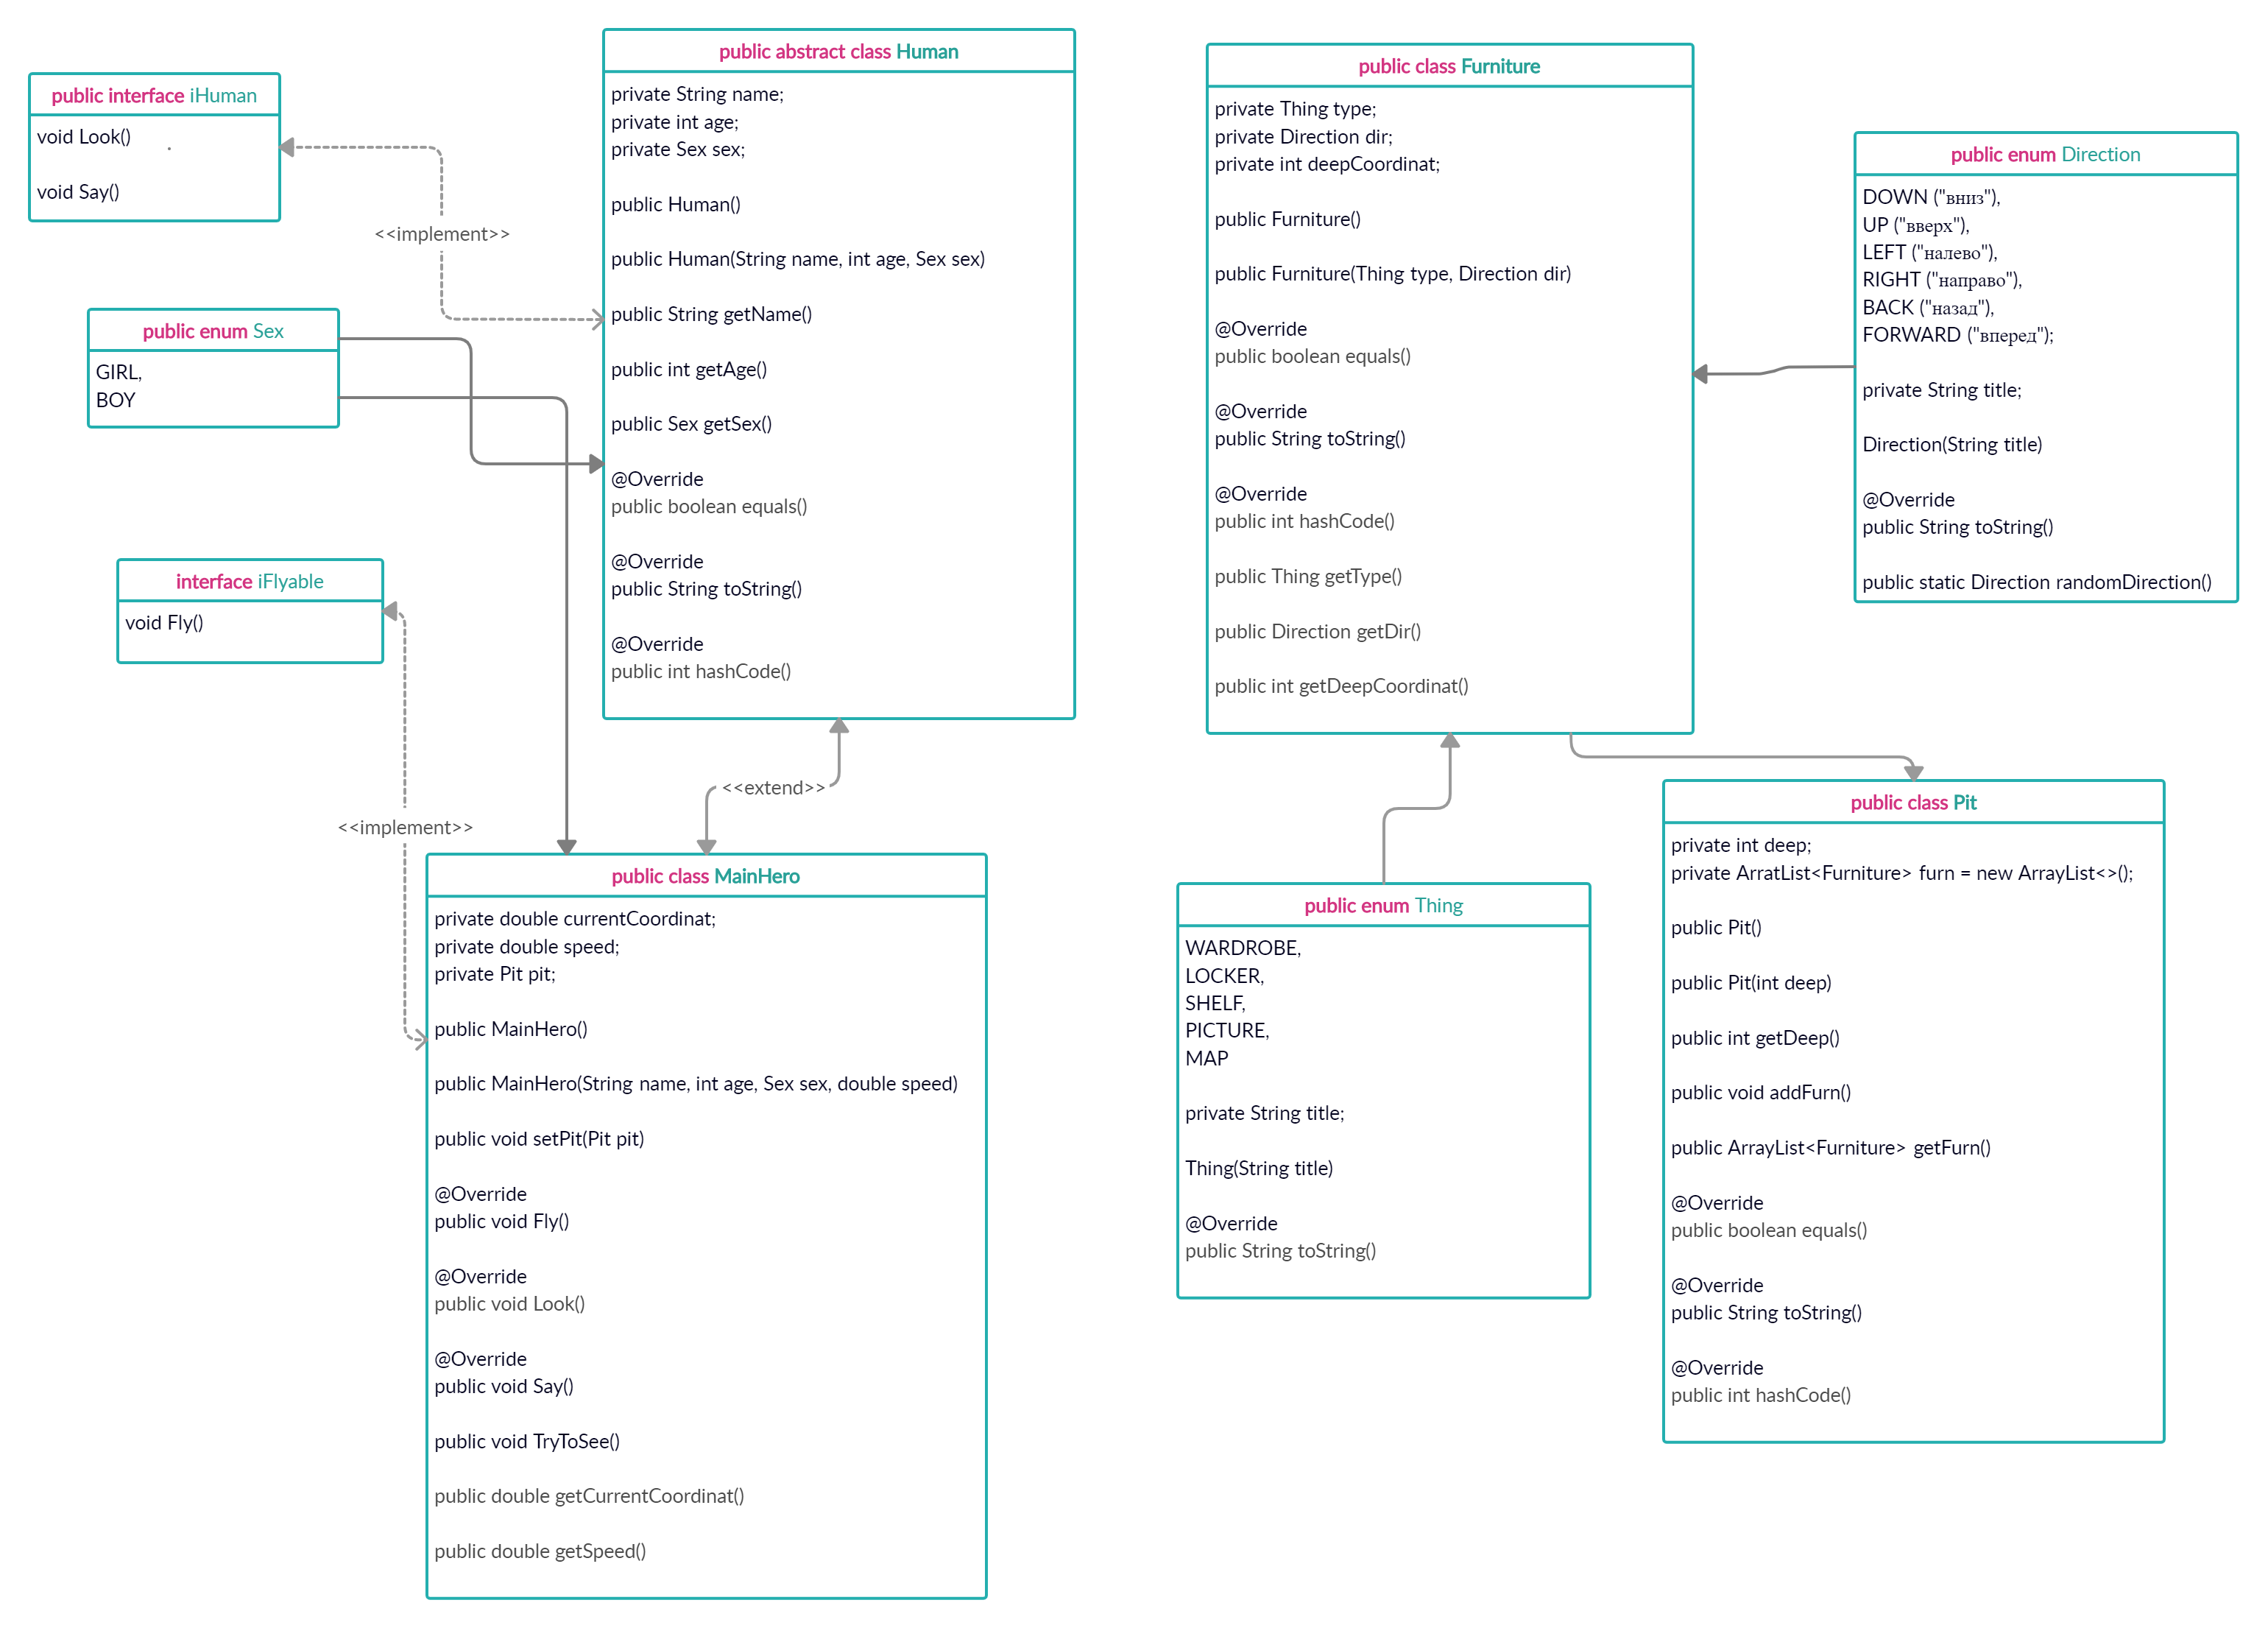 public interface iHuman
void Look()
void Say()
<<implement>>
public enum Sex
GIRL,
BOY
interface iFlyable
void Fly()
<<implement>>
public abstract class Human
private String name;
private int age;
private Sex sex;
public Human()
public Human(String name, int age, Sex sex)
public String getName()
public int getAge()
public Sex getSex()
@Override
public boolean equals()
@Override
public String toString()
@Override
public int hashCode()
<<extend>>
public class MainHero
private double currentCoordinat;
private double speed;
private Pit pit;
public MainHero()
public MainHero(String name, int age, Sex sex, double speed)
public void setPit(Pit pit)
@Override
public void Fly()
@Override
public void Look()
@Override
public void Say()
public void TryToSee()
public double getCurrentCoordinat()
public double getSpeed()
public class Furniture
private Thing type;
private Direction dir;
private int deepCoordinat;
public Furniture()
public Furniture(Thing type, Direction dir)
@Override
public boolean equals()
@Override
public String toString()
@Override
public int hashCode()
public Thing getType()
public Direction getDir()
public int getDeepCoordinat()
public enum Direction
DOWN ("вниз"),
UP ("вверх"),
LEFT ("налево"),
RIGHT ("направо"),
BACK ("назад"),
FORWARD ("вперед");
private String title;
Direction(String title)
@Override
public String toString()
public static Direction randomDirection()
public enum Thing
WARDROBE,
LOCKER,
SHELF,
PICTURE,
MAP
private String title;
Thing(String title)
@Override
public String toString()
public class Pit
private int deep;
private ArratList<Furniture> furn = new ArrayList<>();
public Pit()
public Pit(int deep)
public int getDeep()
public void addFurn()
public ArrayList<Furniture> getFurn()
@Override
public boolean equals()
@Override
public String toString()
@Override
public int hashCode()